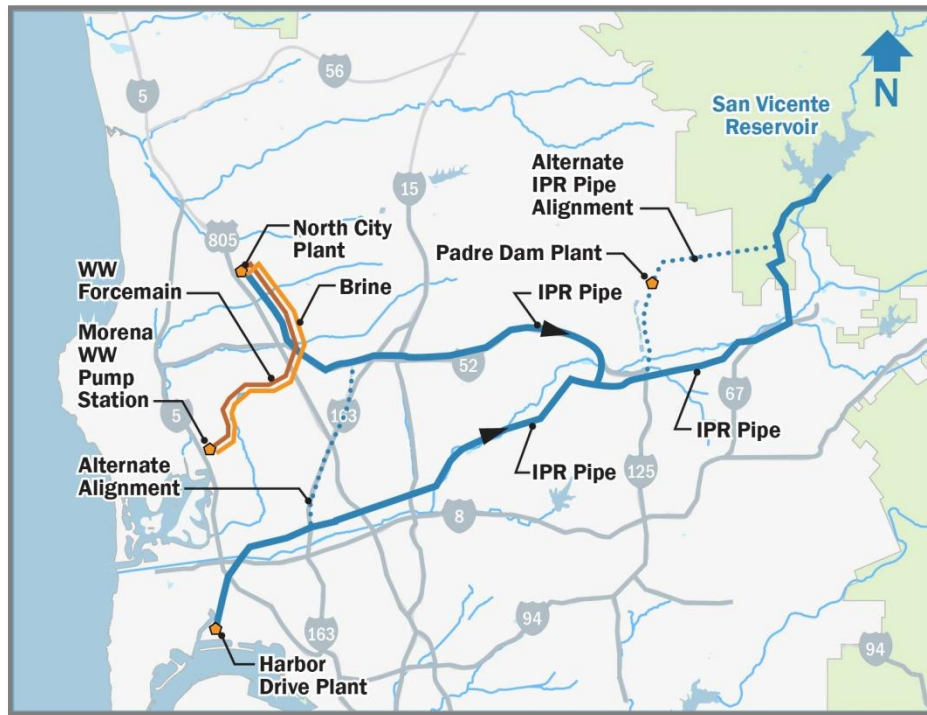 56
5
N
San Vicente
Reservoir
Alternate
IPR Pipe
Alignment
15
805
North City
Plant
Padre Dam Plant
WW
Forcemain
Brine
IPR Pipe
Morena
WW
Pump
Station
52
67
5
163
IPR Pipe
Alternate
Alignment
IPR Pipe
125
8
94
163
Harbor
Drive Plant
94